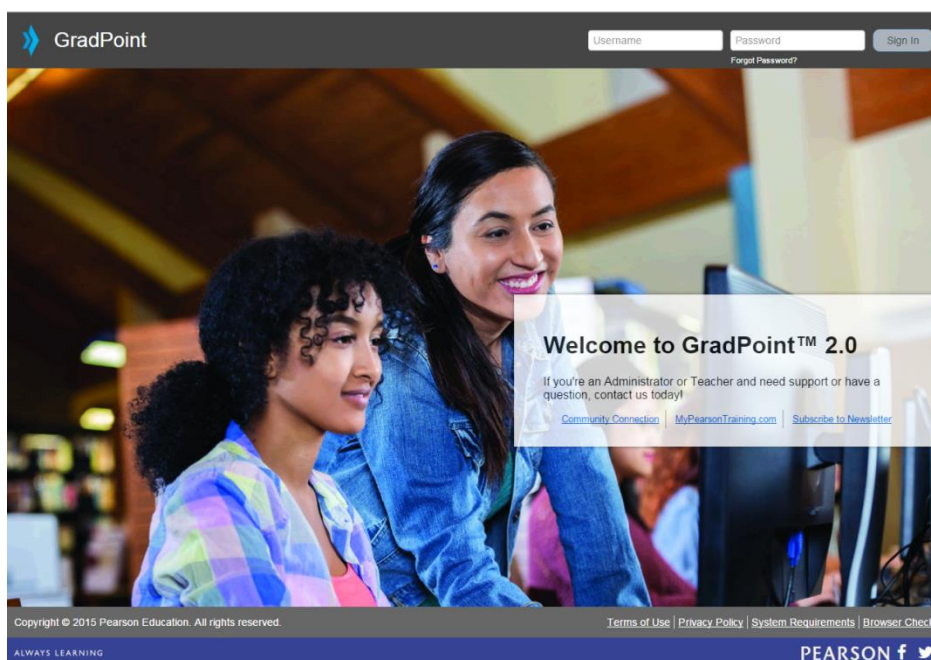 GradPoint
Username
Password
Sign In
Forgot Password?
Welcome to GradPoint™ 2.0
If you're an Administrator or Teacher and need support or have a
question, contact us today!
Community Connection | MyPearsonTraining.com | Subscribe to Newsletter
Copyright © 2015 Pearson Education. All rights reserved.
Terms of Use | Privacy Policy | System Requirements | Browser Check
ALWAYS LEARNING
PEARSON